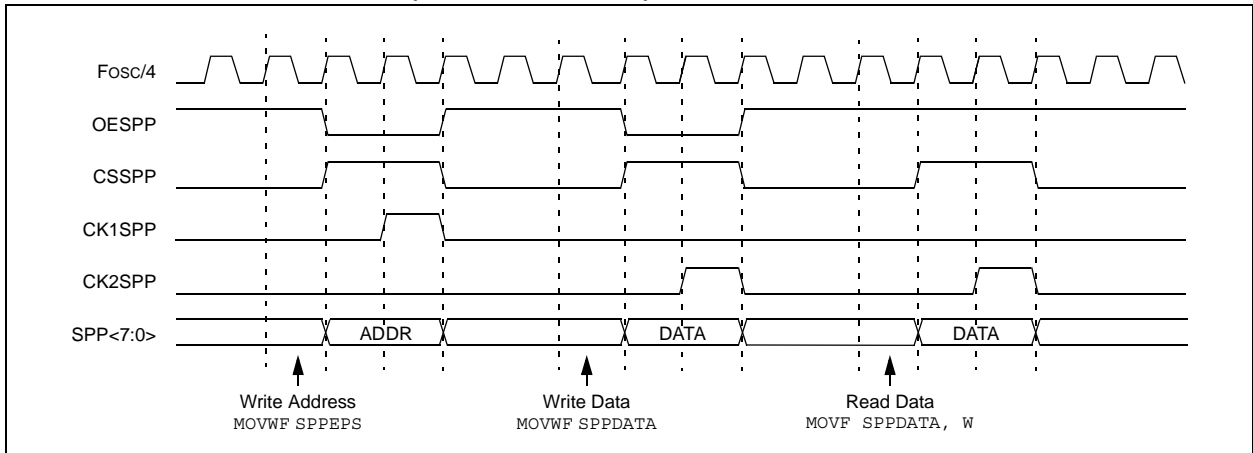 Fosc/4
OESPP
CSSPP
CK1SPP
CK2SPP
SPP<7:0>
ADDR
DATA
DATA
Write Address
MOVWF SPPEPS
Write Data
MOVWF SPPDATA
Read Data
MOVF SPPDATA, W